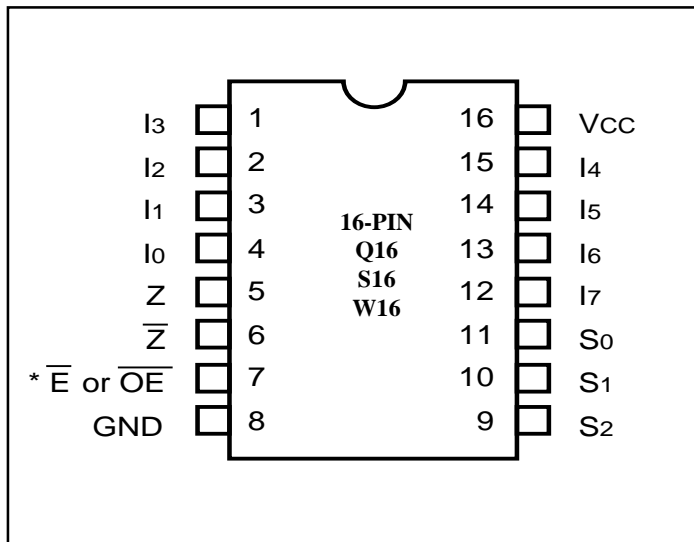 I3 1 16 VCC
I2 2 15 I4
I1 3 14 I5
I0 4 13 I6
Z 5 12 I7
Z̅ 6 11 S0
* E̅ or O̅E̅ 7 10 S1
GND 8 9 S2
16-PIN
Q16
S16
W16